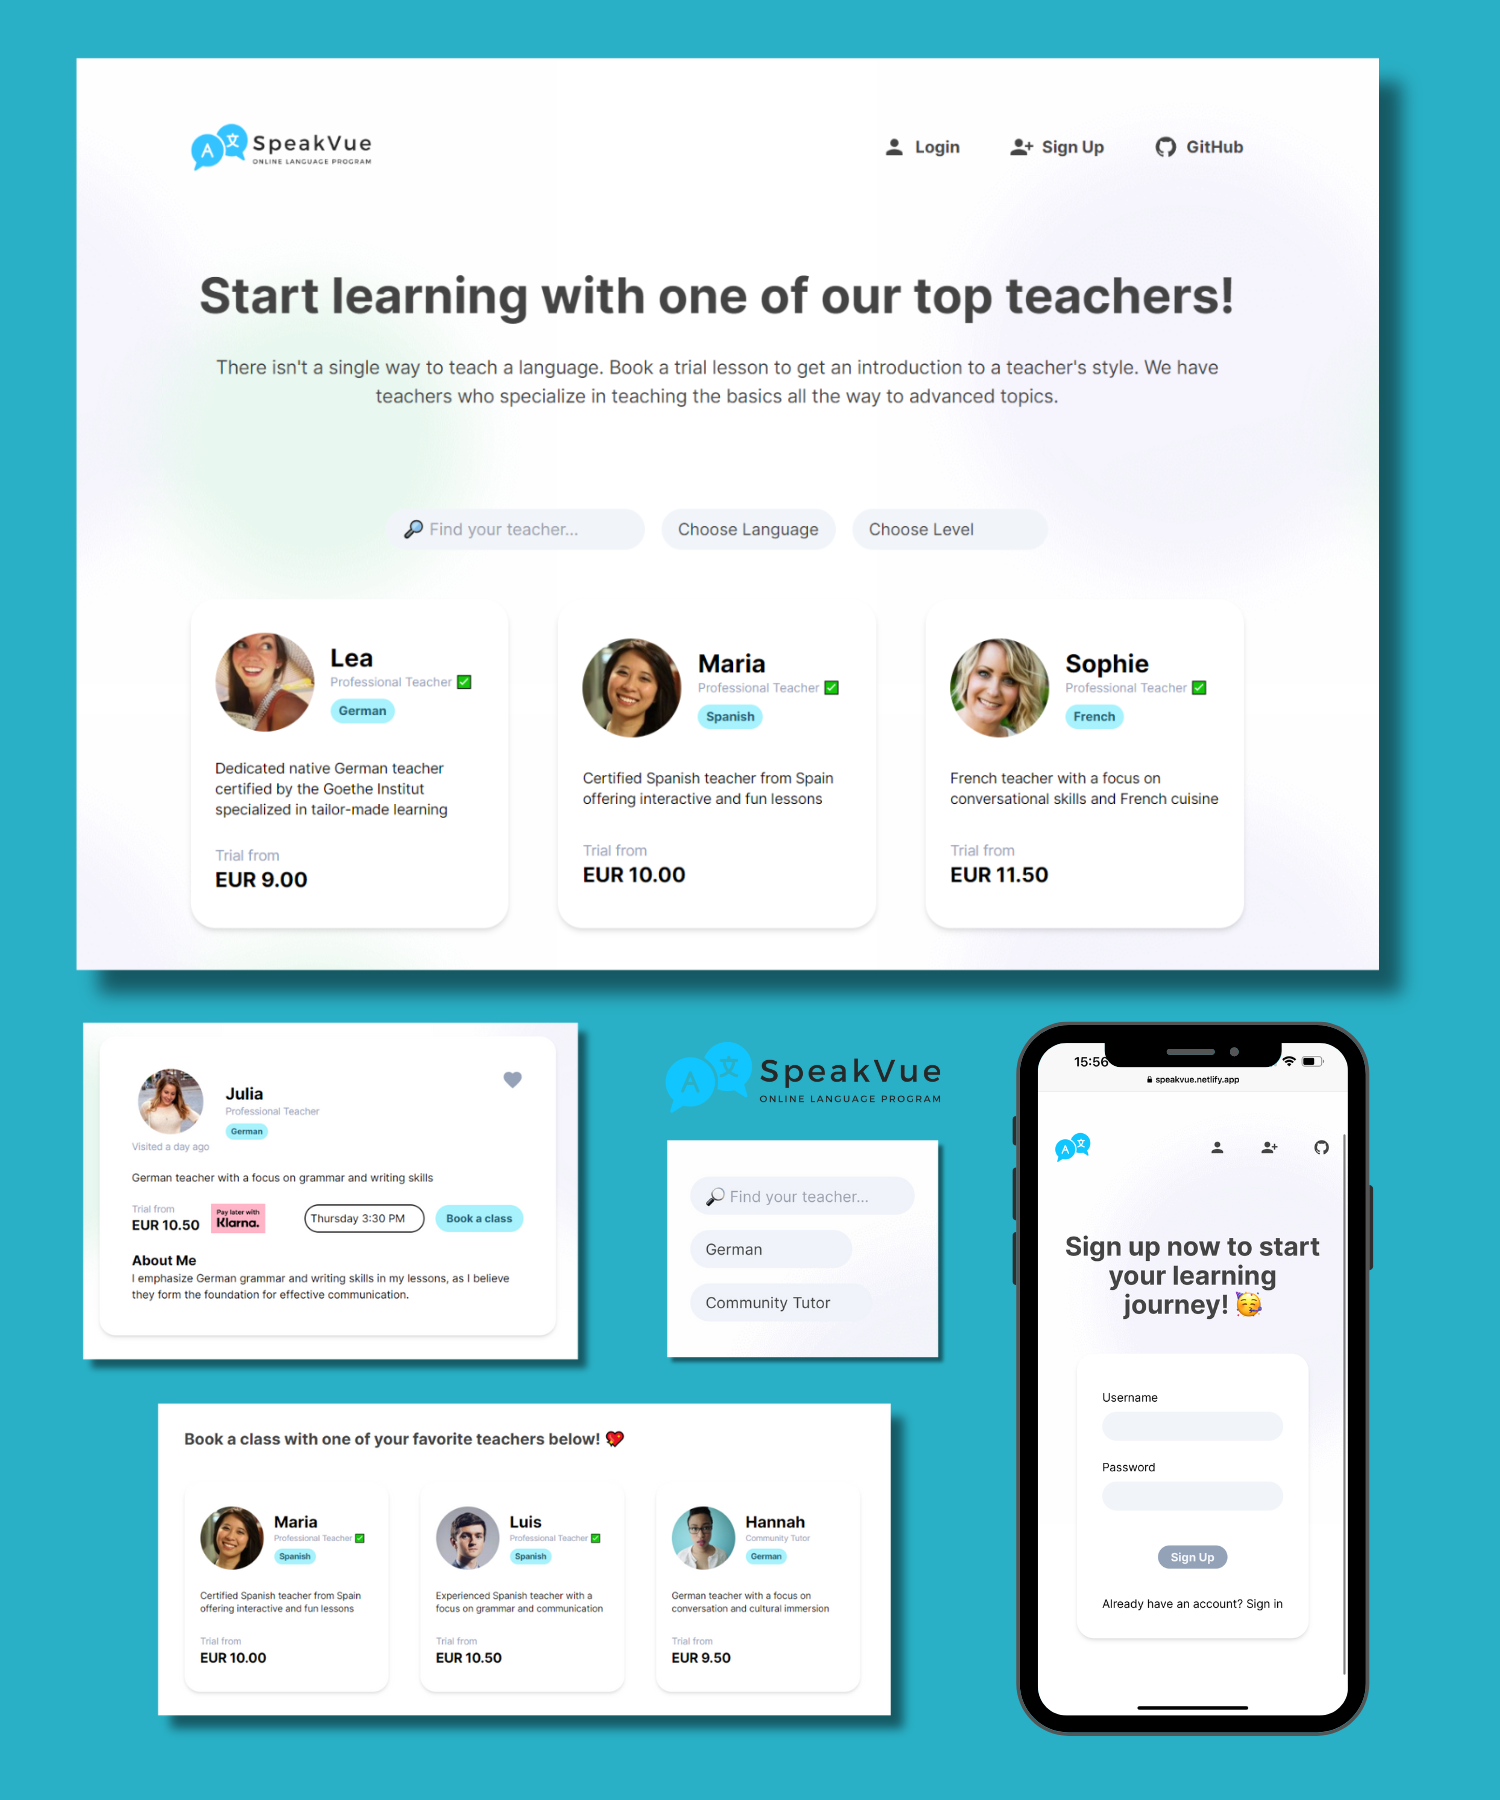 A 文 SpeakVue
ONLINE LANGUAGE PROGRAM
Login
Sign Up
GitHub
Start learning with one of our top teachers!
There isn't a single way to teach a language. Book a trial lesson to get an introduction to a teacher's style. We have
teachers who specialize in teaching the basics all the way to advanced topics.
🔎 Find your teacher...
Choose Language
Choose Level
Lea
Professional Teacher ✅
German
Dedicated native German teacher
certified by the Goethe Institut
specialized in tailor-made learning
Trial from
EUR 9.00
Maria
Professional Teacher ✅
Spanish
Certified Spanish teacher from Spain
offering interactive and fun lessons
Trial from
EUR 10.00
Sophie
Professional Teacher ✅
French
French teacher with a focus on
conversational skills and French cuisine
Trial from
EUR 11.50
Julia
Professional Teacher
German
Visited a day ago
German teacher with a focus on grammar and writing skills
Trial from
EUR 10.50
Pay later with
Klarna.
Thursday 3:30 PM
Book a class
About Me
I emphasize German grammar and writing skills in my lessons, as I believe
they form the foundation for effective communication.
A 文 SpeakVue
ONLINE LANGUAGE PROGRAM
🔎 Find your teacher...
German
Community Tutor
Book a class with one of your favorite teachers below! 💖
Maria
Professional Teacher ✅
Spanish
Certified Spanish teacher from Spain
offering interactive and fun lessons
Trial from
EUR 10.00
Luis
Professional Teacher ✅
Spanish
Experienced Spanish teacher with a
focus on grammar and communication
Trial from
EUR 10.50
Hannah
Community Tutor
German
German teacher with a focus on
conversation and cultural immersion
Trial from
EUR 9.50
15:56
speakvue.netlify.app
A 文
Sign up now to start
your learning
journey! 🥳
Username
Password
Sign Up
Already have an account? Sign in